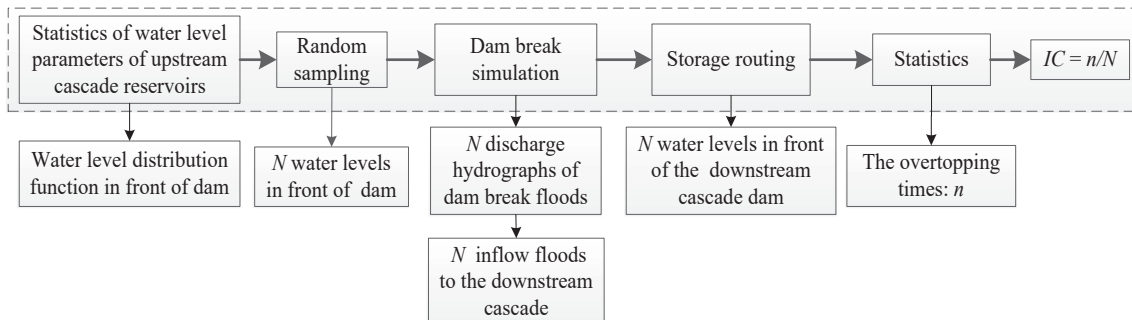 Statistics of water level
parameters of upstream
cascade reservoirs
Random
sampling
Dam break
simulation
Storage routing
Statistics
IC = n/N
Water level distribution
function in front of dam
N water levels
in front of dam
N discharge
hydrographs of
dam break floods
N water levels in front
of the downstream
cascade dam
The overtopping
times: n
N inflow floods
to the downstream
cascade